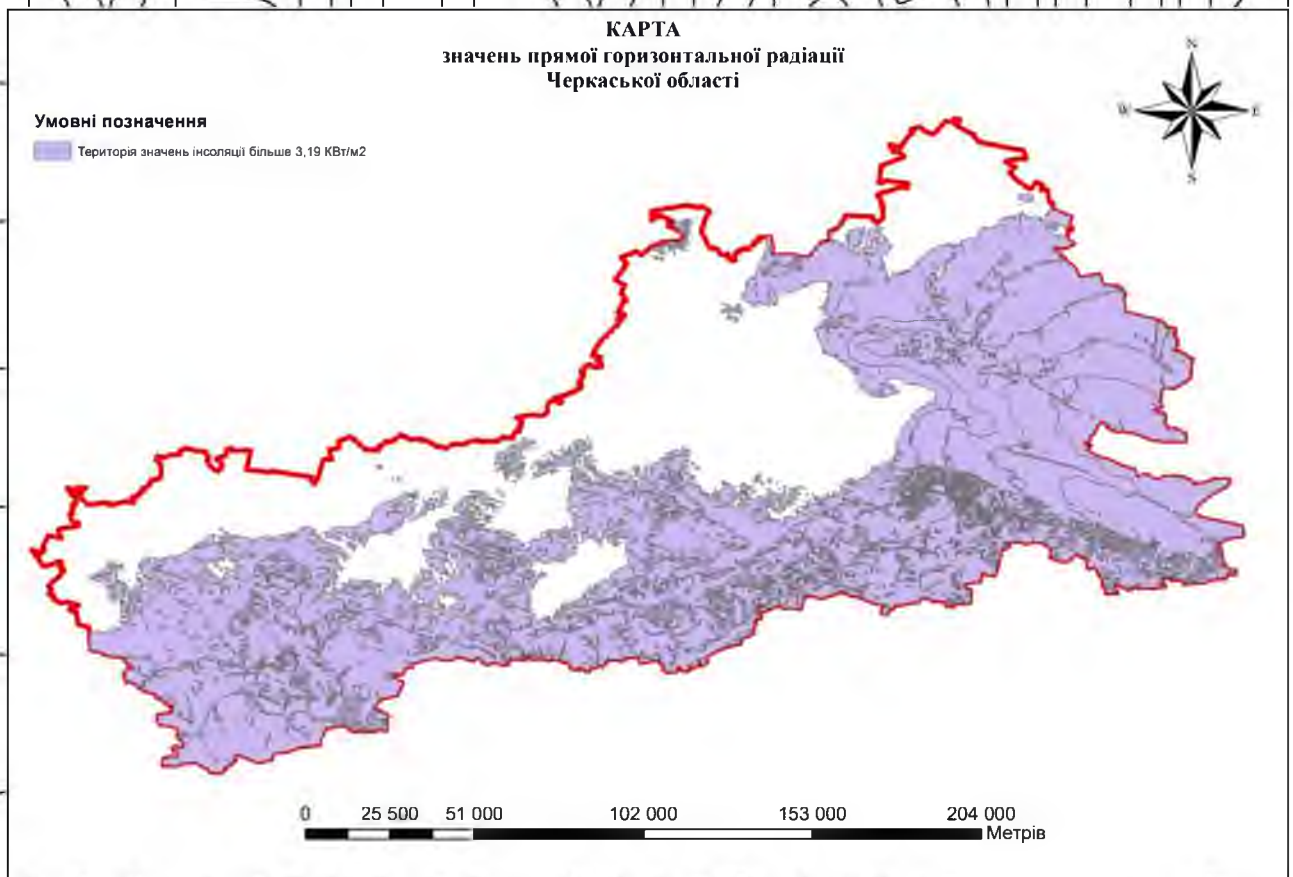 КАРТА
значень прямої горизонтальної радіації
Черкаської області
N
W
E
S
Умовні позначення
Територія значень інсоляції більше 3,19 КВт/м2
0 25 500 51 000 102 000 153 000 204 000
Метрів